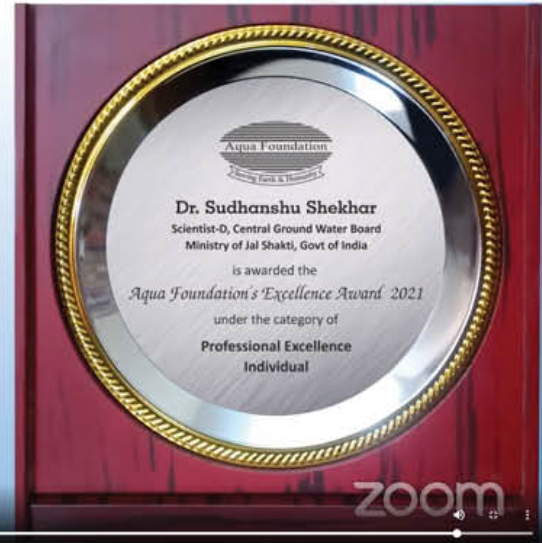 Aqua Foundation
Saving Earth & Humanity
Dr. Sudhanshu Shekhar
Scientist-D, Central Ground Water Board
Ministry of Jal Shakti, Govt of India
is awarded the
Aqua Foundation's Excellence Award 2021
under the category of
Professional Excellence
Individual
zoom